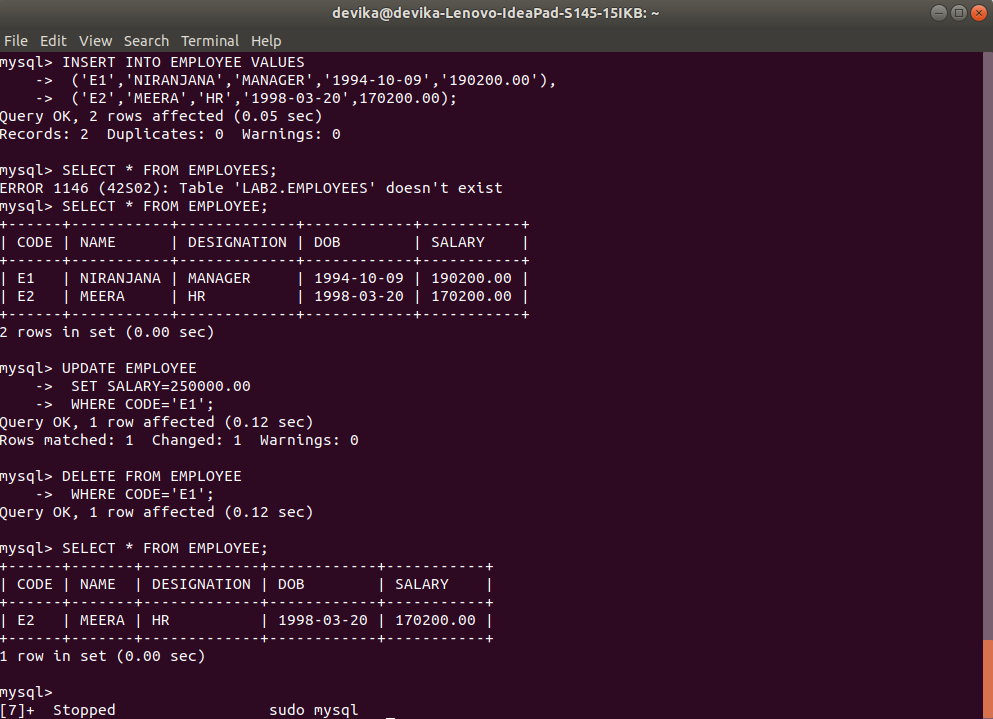 devika@devika-Lenovo-IdeaPad-S145-15IKB: ~
File Edit View Search Terminal Help
mysql> INSERT INTO EMPLOYEE VALUES
    -> ('E1','NIRANJANA','MANAGER','1994-10-09','190200.00'),
    -> ('E2','MEERA','HR','1998-03-20',170200.00);
Query OK, 2 rows affected (0.05 sec)
Records: 2  Duplicates: 0  Warnings: 0

mysql> SELECT * FROM EMPLOYEES;
ERROR 1146 (42S02): Table 'LAB2.EMPLOYEES' doesn't exist
mysql> SELECT * FROM EMPLOYEE;
+------+-----------+-------------+------------+-----------+
| CODE | NAME      | DESIGNATION | DOB        | SALARY    |
+------+-----------+-------------+------------+-----------+
| E1   | NIRANJANA | MANAGER     | 1994-10-09 | 190200.00 |
| E2   | MEERA     | HR          | 1998-03-20 | 170200.00 |
+------+-----------+-------------+------------+-----------+
2 rows in set (0.00 sec)

mysql> UPDATE EMPLOYEE
    ->  SET SALARY=250000.00
    ->  WHERE CODE='E1';
Query OK, 1 row affected (0.12 sec)
Rows matched: 1  Changed: 1  Warnings: 0

mysql> DELETE FROM EMPLOYEE
    ->  WHERE CODE='E1';
Query OK, 1 row affected (0.12 sec)

mysql> SELECT * FROM EMPLOYEE;
+------+-------+-------------+------------+-----------+
| CODE | NAME  | DESIGNATION | DOB        | SALARY    |
+------+-------+-------------+------------+-----------+
| E2   | MEERA | HR          | 1998-03-20 | 170200.00 |
+------+-------+-------------+------------+-----------+
1 row in set (0.00 sec)

mysql>
[7]+  Stopped                 sudo mysql